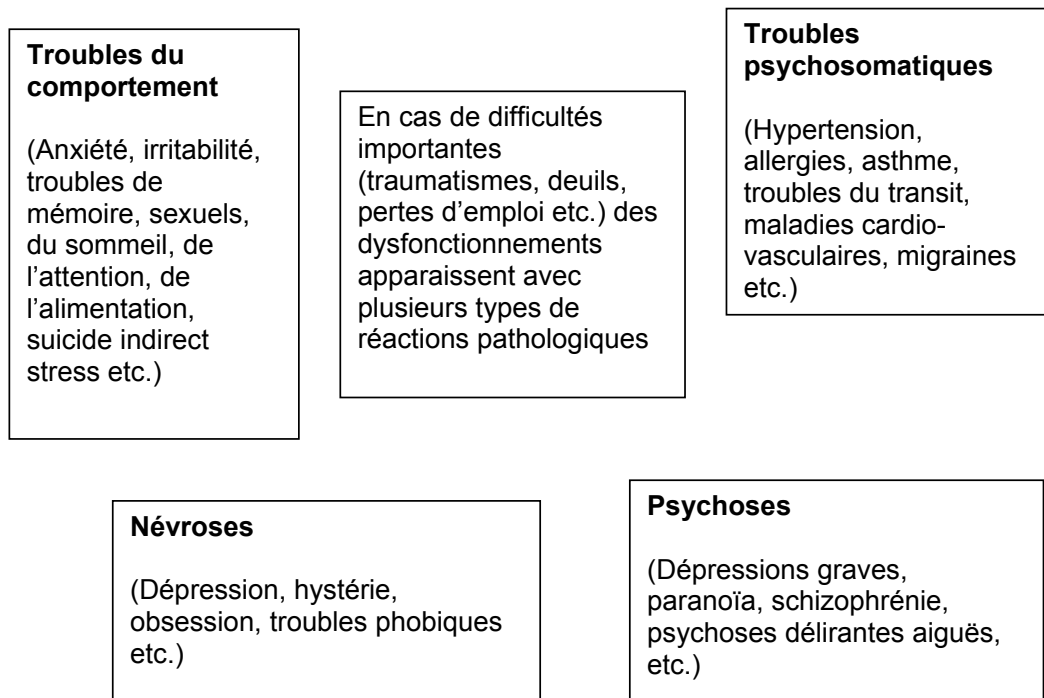 Troubles du
comportement
(Anxiété, irritabilité,
troubles de
mémoire, sexuels,
du sommeil, de
l’attention, de
l’alimentation,
suicide indirect
stress etc.)
En cas de difficultés
importantes
(traumatismes, deuils,
pertes d’emploi etc.) des
dysfonctionnements
apparaissent avec
plusieurs types de
réactions pathologiques
Troubles
psychosomatiques
(Hypertension,
allergies, asthme,
troubles du transit,
maladies cardio-
vasculaires, migraines
etc.)
Névroses
(Dépression, hystérie,
obsession, troubles phobiques
etc.)
Psychoses
(Dépressions graves,
paranoïa, schizophrénie,
psychoses délirantes aiguës,
etc.)